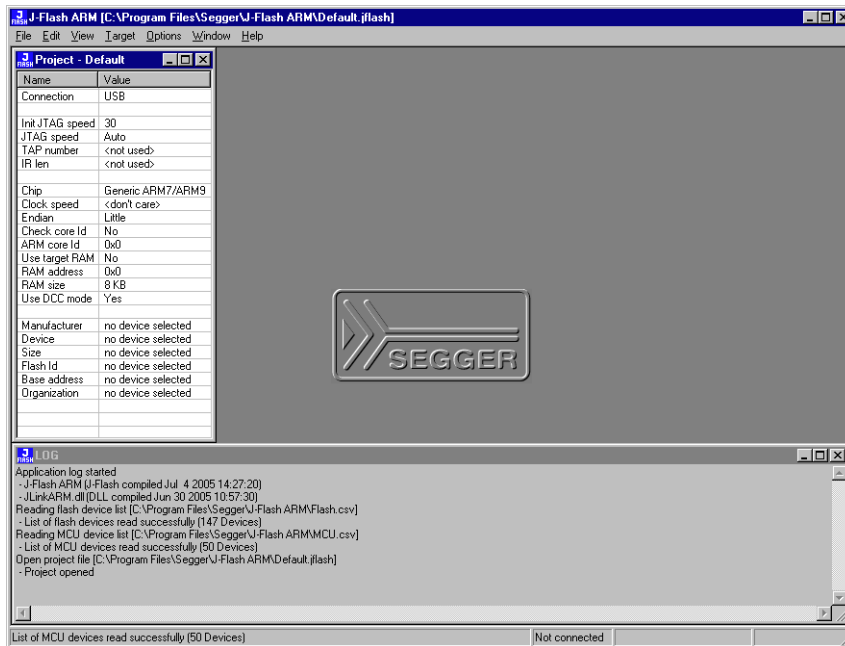 J-Flash ARM [C:\Program Files\Segger\J-Flash ARM\Default.jflash]
File Edit View Target Options Window Help
Project - Default
Name Value
Connection USB
Init JTAG speed 30
JTAG speed Auto
TAP number <not used>
IR len <not used>
Chip Generic ARM7/ARM9
Clock speed <don't care>
Endian Little
Check core Id No
ARM core Id 0x0
Use target RAM No
RAM address 0x0
RAM size 8 KB
Use DCC mode Yes
Manufacturer no device selected
Device no device selected
Size no device selected
Flash Id no device selected
Base address no device selected
Organization no device selected
SEGGER
LOG
Application log started
- J-Flash ARM (J-Flash compiled Jul 4 2005 14:27:20)
- JLinkARM.dll (DLL compiled Jun 30 2005 10:57:30)
Reading flash device list [C:\Program Files\Segger\J-Flash ARM\Flash.csv]
- List of flash devices read successfully (147 Devices)
Reading MCU device list [C:\Program Files\Segger\J-Flash ARM\MCU.csv]
- List of MCU devices read successfully (50 Devices)
Open project file [C:\Program Files\Segger\J-Flash ARM\Default.jflash]
- Project opened
List of MCU devices read successfully (50 Devices) Not connected